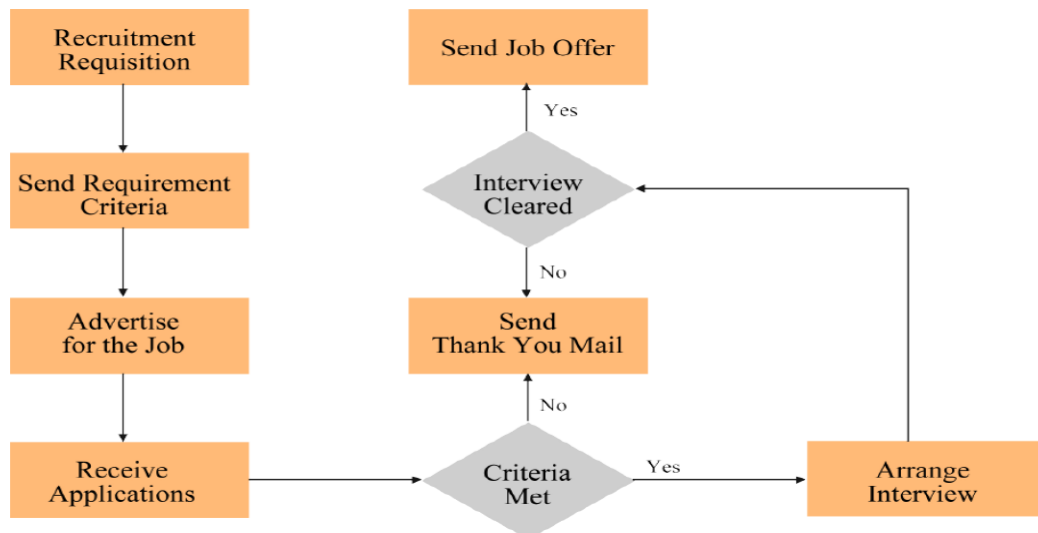 Recruitment
Requisition
Send Requirement
Criteria
Advertise
for the Job
Receive
Applications
Send Job Offer
Yes
Interview
Cleared
No
Send
Thank You Mail
No
Criteria
Met
Yes
Arrange
Interview